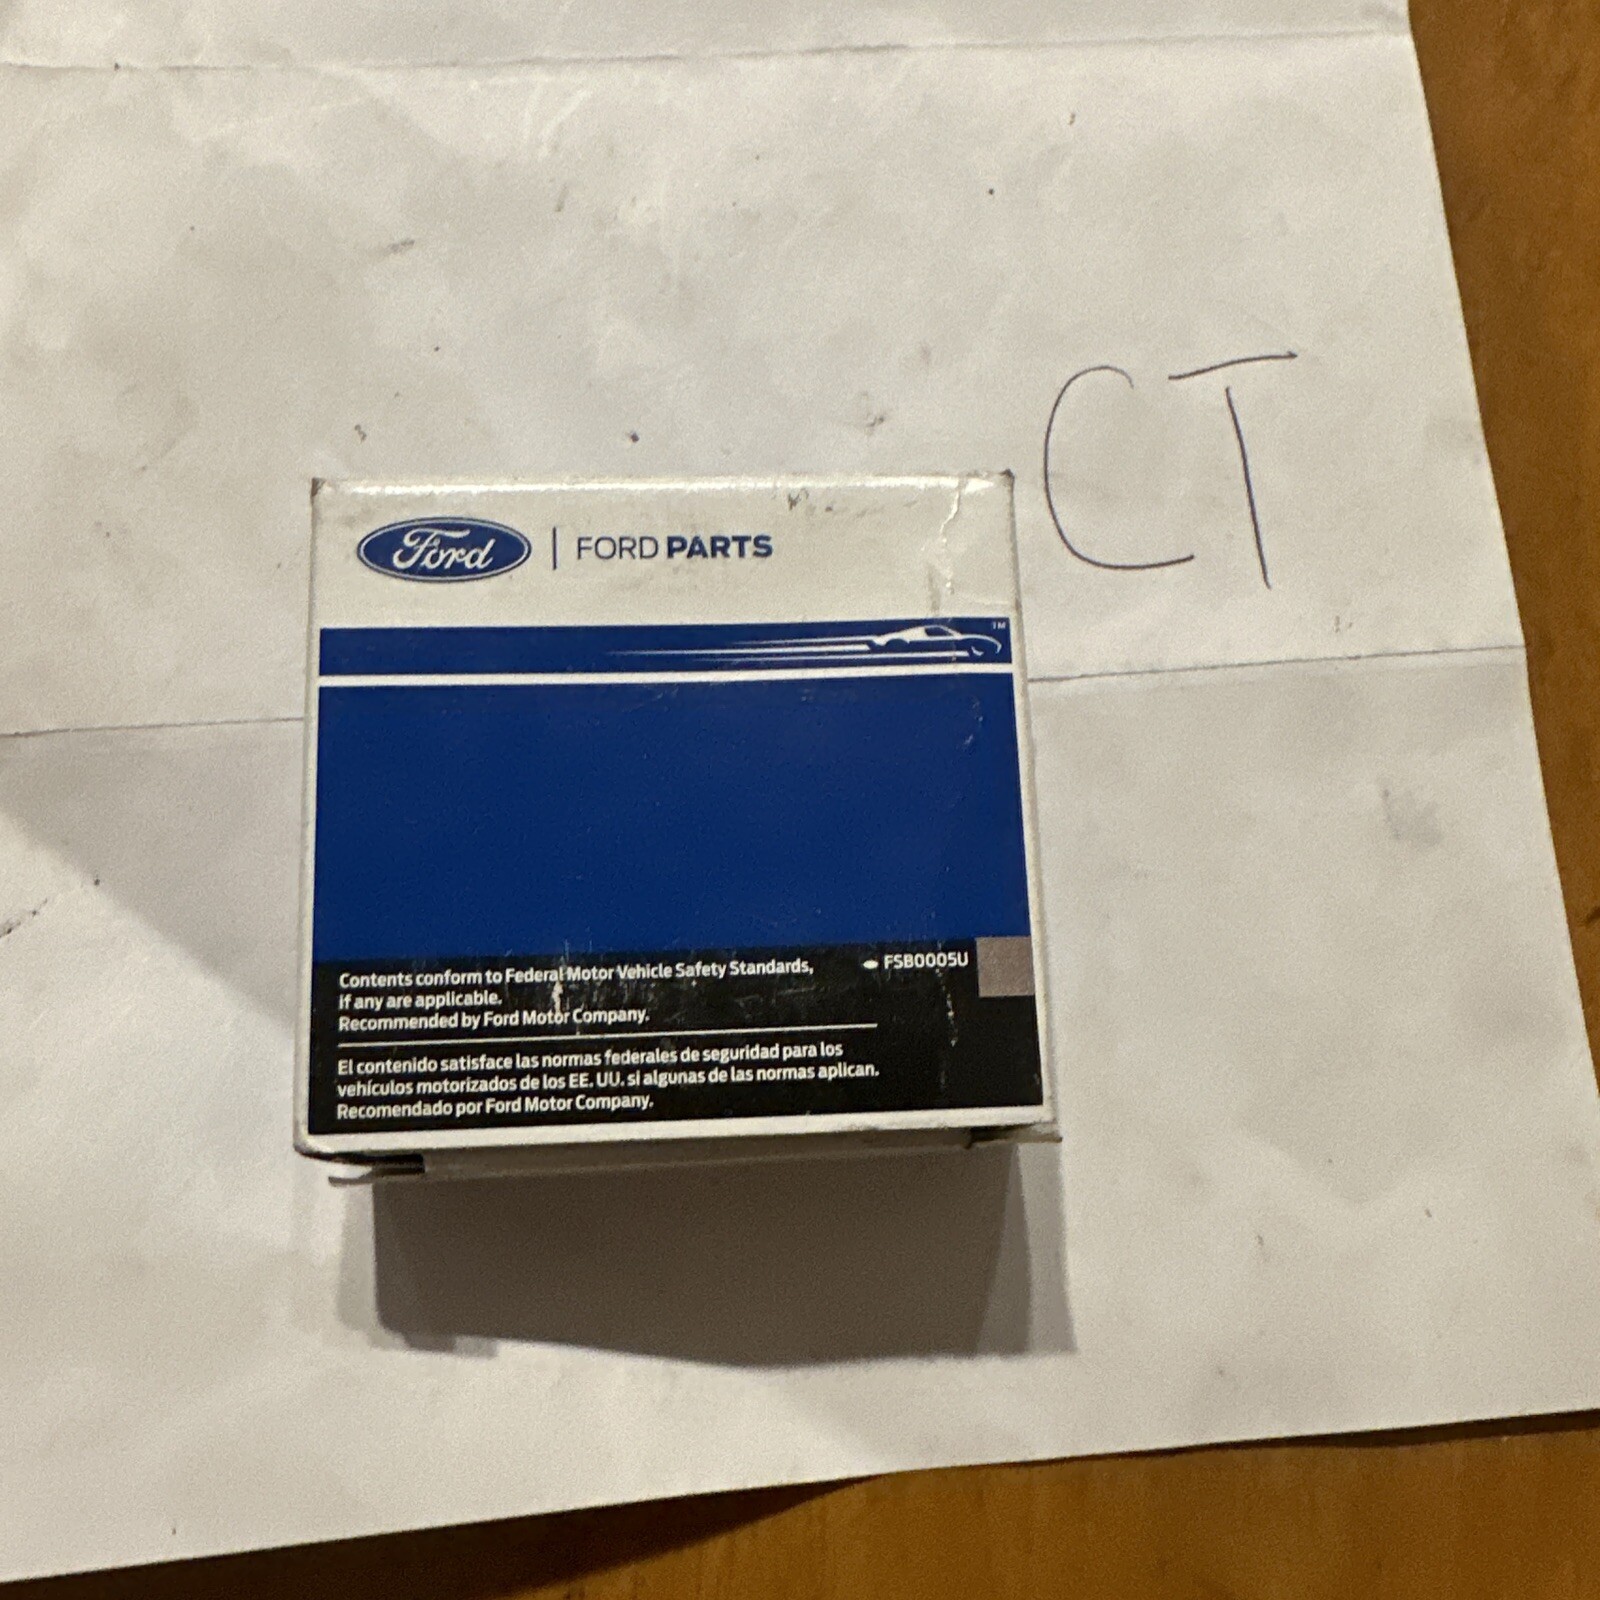 CT
Ford | FORD PARTS
TM
Contents conform to Federal Motor Vehicle Safety Standards,
if any are applicable.
Recommended by Ford Motor Company.
FSB0005U
El contenido satisface las normas federales de seguridad para los
vehículos motorizados de los EE. UU. si algunas de las normas aplican.
Recomendado por Ford Motor Company.